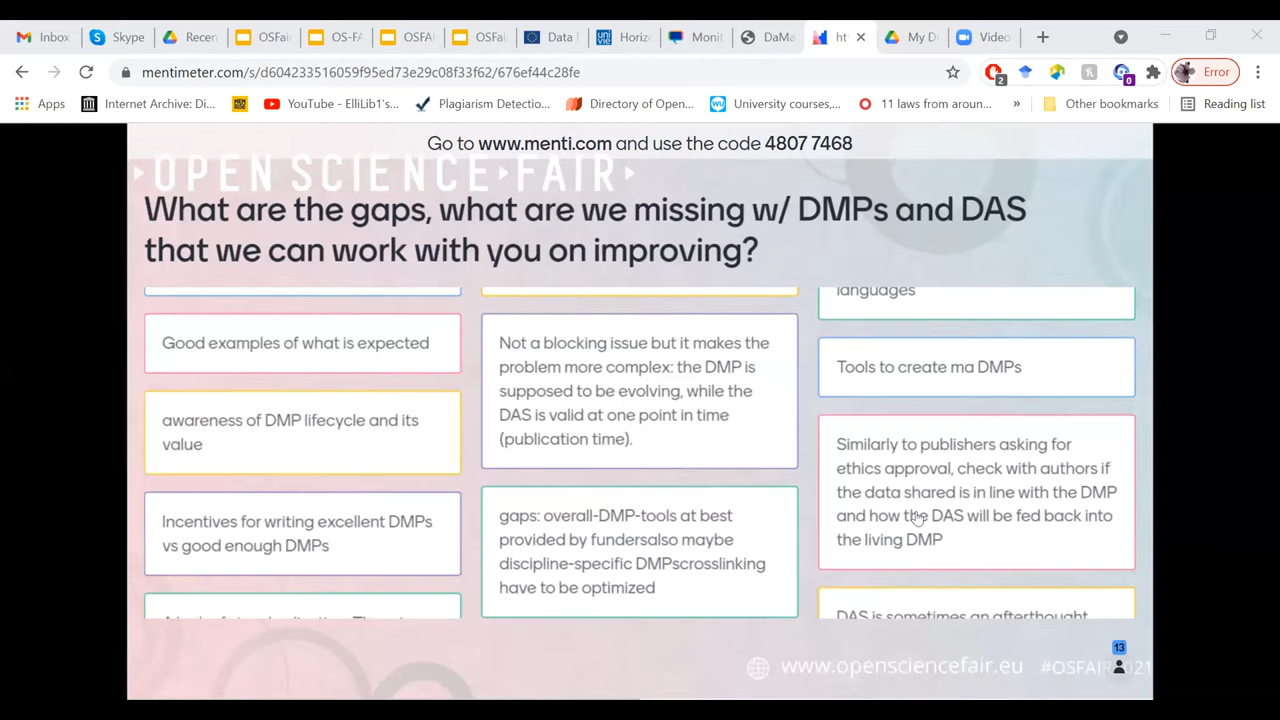 Inbox
Skype
Recen
OSFai
OS-FA
OSFAI
OSFai
Data I
Horizo
Monit
DaMa
htt
My D
Video
mentimeter.com/s/d604233516059f95ed73e29c08f33f62/676ef44c28fe
2
0
Error
Apps
Internet Archive: Di...
YouTube - ElliLib1's...
Plagiarism Detectio...
Directory of Open...
WU
University courses,...
11 laws from aroun...
»
Other bookmarks
Reading list
Go to www.menti.com and use the code 4807 7468
OPEN SCIENCE FAIR
What are the gaps, what are we missing w/ DMPs and DAS
that we can work with you on improving?
Good examples of what is expected
awareness of DMP lifecycle and its
value
Incentives for writing excellent DMPs
vs good enough DMPs
Not a blocking issue but it makes the
problem more complex: the DMP is
supposed to be evolving, while the
DAS is valid at one point in time
(publication time).
gaps: overall-DMP-tools at best
provided by fundersalso maybe
discipline-specific DMPscrosslinking
have to be optimized
languages
Tools to create ma DMPs
Similarly to publishers asking for
ethics approval, check with authors if
the data shared is in line with the DMP
and how the DAS will be fed back into
the living DMP
DAS is sometimes an afterthought
13
www.opensciencefair.eu #OSFAIR2021